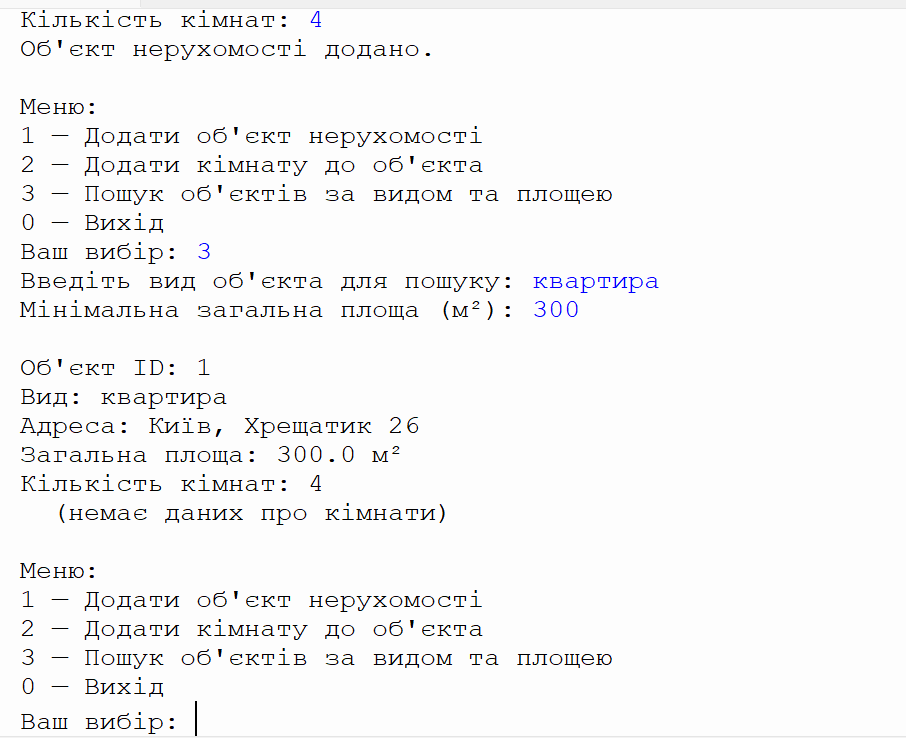 Кількість кімнат: 4
Об'єкт нерухомості додано.
Меню:
1 — Додати об'єкт нерухомості
2 — Додати кімнату до об'єкта
3 — Пошук об'єктів за видом та площею
0 — Вихід
Ваш вибір: 3
Введіть вид об'єкта для пошуку: квартира
Мінімальна загальна площа (м²): 300
Об'єкт ID: 1
Вид: квартира
Адреса: Київ, Хрещатик 26
Загальна площа: 300.0 м²
Кількість кімнат: 4
(немає даних про кімнати)
Меню:
1 — Додати об'єкт нерухомості
2 — Додати кімнату до об'єкта
3 — Пошук об'єктів за видом та площею
0 — Вихід
Ваш вибір: